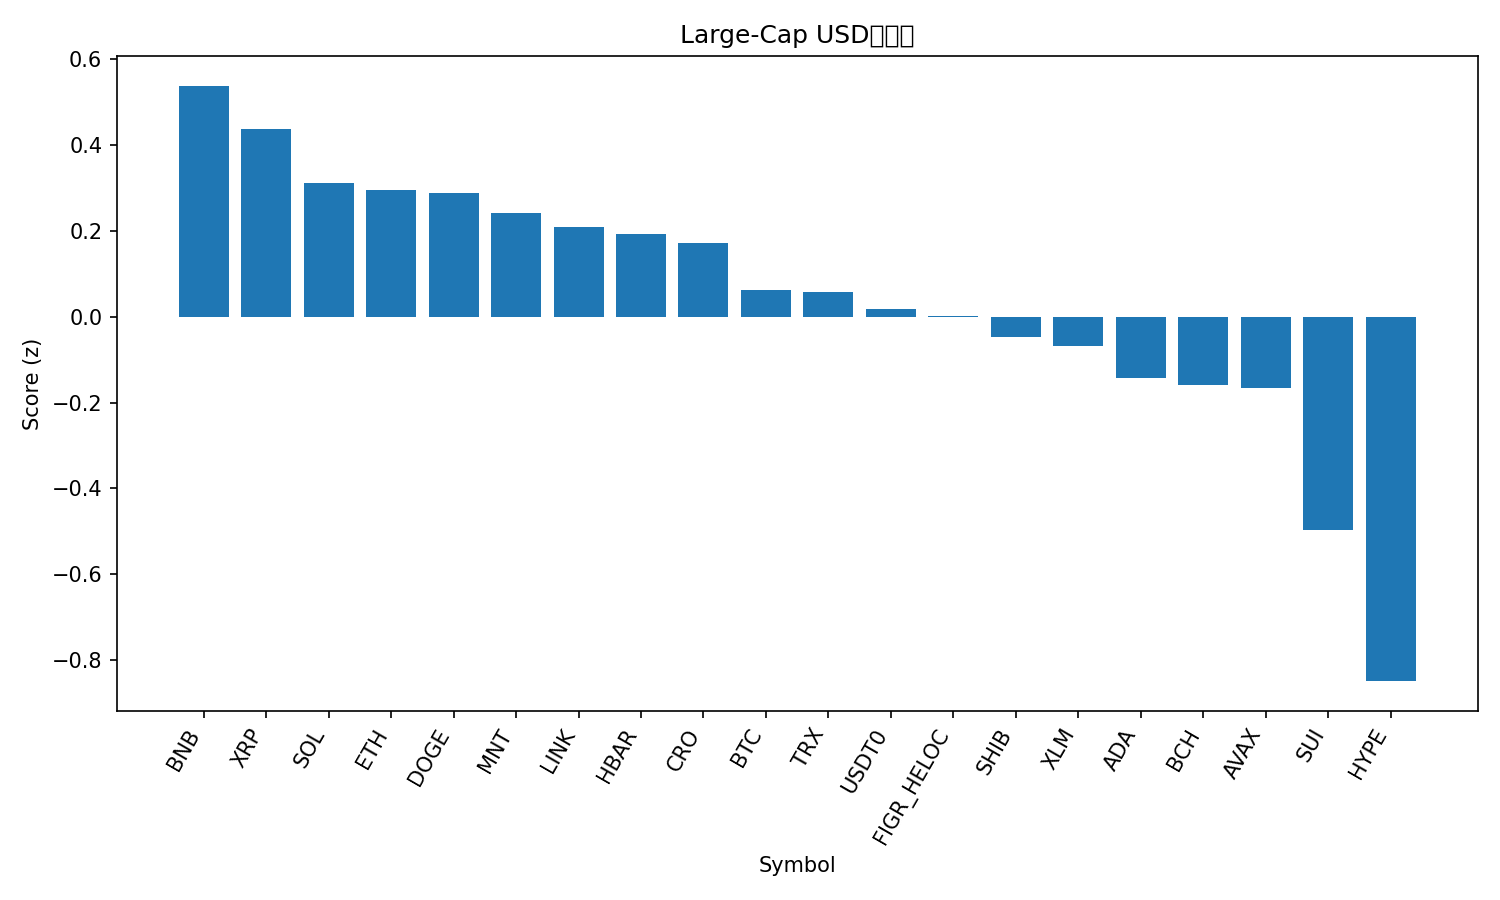 Large-Cap USD
0.6
0.4
0.2
0.0
−0.2
−0.4
−0.6
−0.8
Score (z)
BNB
XRP
SOL
ETH
DOGE
MNT
LINK
HBAR
CRO
BTC
TRX
USDT0
FIGR_HELOC
SHIB
XLM
ADA
BCH
AVAX
SUI
HYPE
Symbol